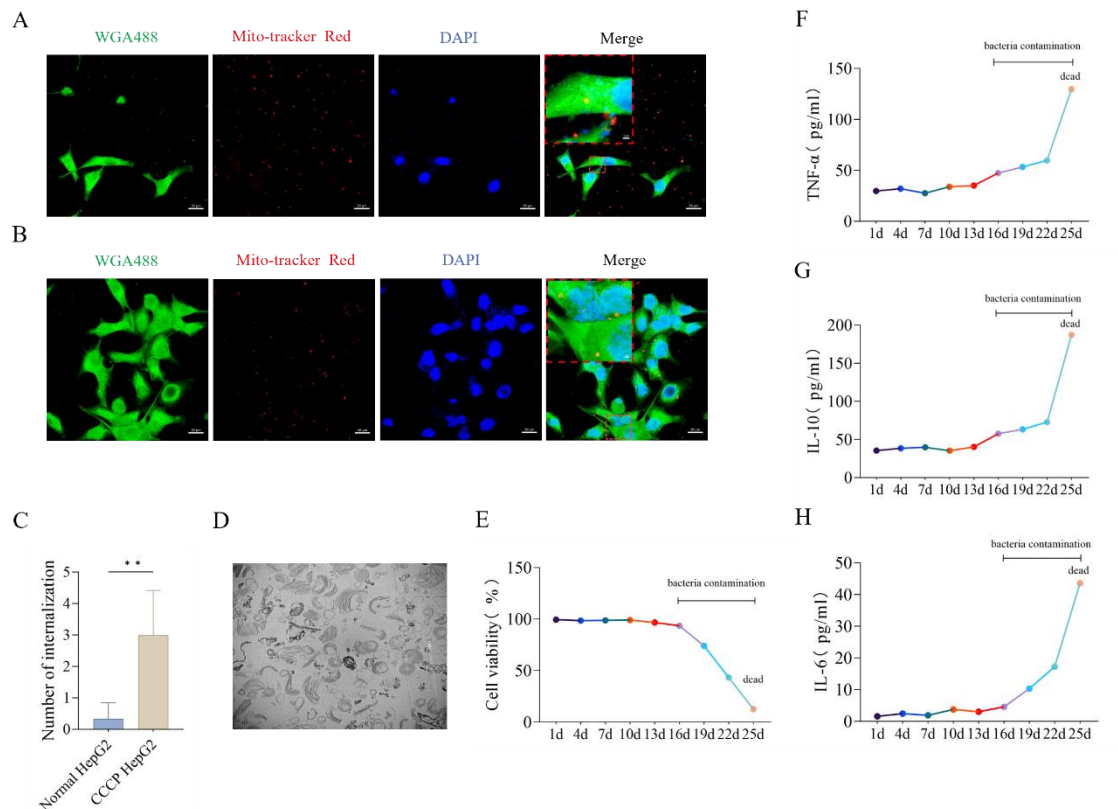 A
WGA488 Mito-tracker Red DAPI Merge
B
WGA488 Mito-tracker Red DAPI Merge
C
Number of internalization
5
4
3
2
1
0
**
Normal HepG2
CCCP HepG2
D
E
bacteria contamination
dead
Cell viability( %)
150
100
50
0
1d 4d 7d 10d 13d 16d 19d 22d 25d
F
bacteria contamination
dead
TNF-α( pg/ml)
150
100
50
0
1d 4d 7d 10d 13d 16d 19d 22d 25d
G
bacteria contamination
dead
IL-10( pg/ml)
200
150
100
50
0
1d 4d 7d 10d 13d 16d 19d 22d 25d
H
bacteria contamination
dead
IL-6( pg/ml)
50
40
30
20
10
0
1d 4d 7d 10d 13d 16d 19d 22d 25d